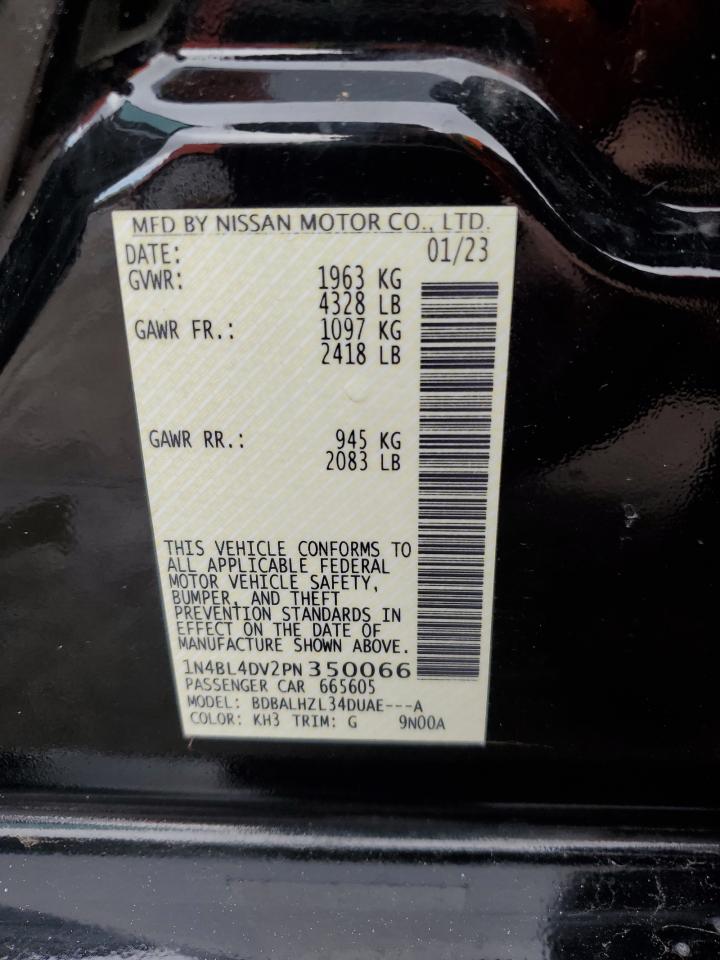 MFD BY NISSAN MOTOR CO., LTD.
DATE: 01/23
GVWR: 1963 KG
4328 LB
GAWR FR.: 1097 KG
2418 LB
GAWR RR.: 945 KG
2083 LB
THIS VEHICLE CONFORMS TO
ALL APPLICABLE FEDERAL
MOTOR VEHICLE SAFETY,
BUMPER, AND THEFT
PREVENTION STANDARDS IN
EFFECT ON THE DATE OF
MANUFACTURE SHOWN ABOVE.
1N4BL4DV2PN350066
PASSENGER CAR 665605
MODEL: BDBALHZL34DUAE---A
COLOR: KH3 TRIM: G 9N00A